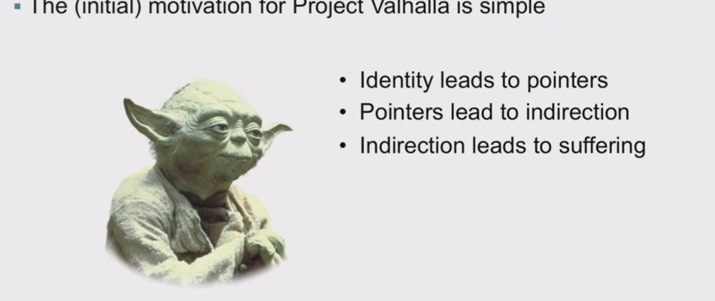 The (initial) motivation for Project Valhalla is simple
• Identity leads to pointers
• Pointers lead to indirection
• Indirection leads to suffering